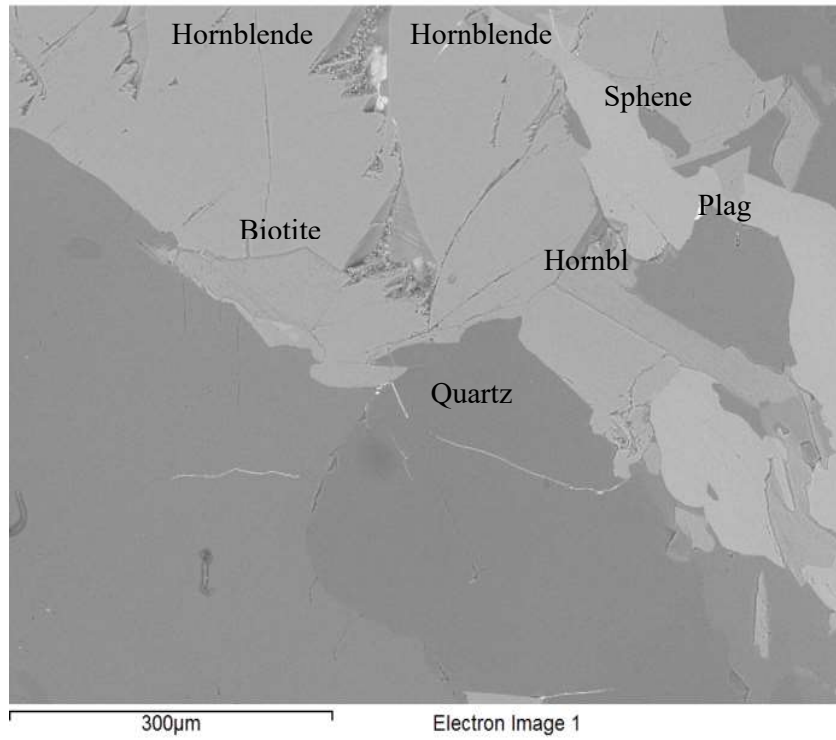 Hornblende Hornblende
Sphene
Plag
Biotite
Hornbl
Quartz
300µm Electron Image 1